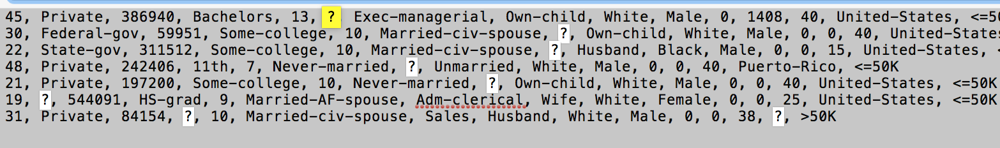 45, Private, 386940, Bachelors, 13, ? Exec-managerial, Own-child, White, Male, 0, 1408, 40, United-States, <=50
30, Federal-gov, 59951, Some-college, 10, Married-civ-spouse, ?, Own-child, White, Male, 0, 0, 40, United-States
22, State-gov, 311512, Some-college, 10, Married-civ-spouse, ?, Husband, Black, Male, 0, 0, 15, United-States, <
48, Private, 242406, 11th, 7, Never-married, ?, Unmarried, White, Male, 0, 0, 40, Puerto-Rico, <=50K
21, Private, 197200, Some-college, 10, Never-married, ?, Own-child, White, Male, 0, 0, 40, United-States, <=50K
19, ?, 544091, HS-grad, 9, Married-AF-spouse, Adm-clerical, Wife, White, Female, 0, 0, 25, United-States, <=50K
31, Private, 84154, ?, 10, Married-civ-spouse, Sales, Husband, White, Male, 0, 0, 38, ?, >50K